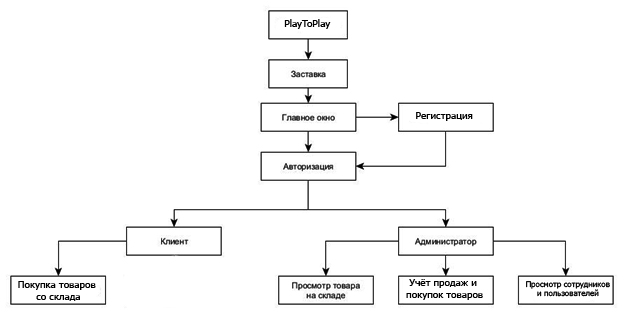 PlayToPlay
Заставка
Главное окно
Регистрация
Авторизация
Клиент
Администратор
Покупка товаров
со склада
Просмотр товара
на складе
Учёт продаж и
покупок товаров
Просмотр сотрудников
и пользователей